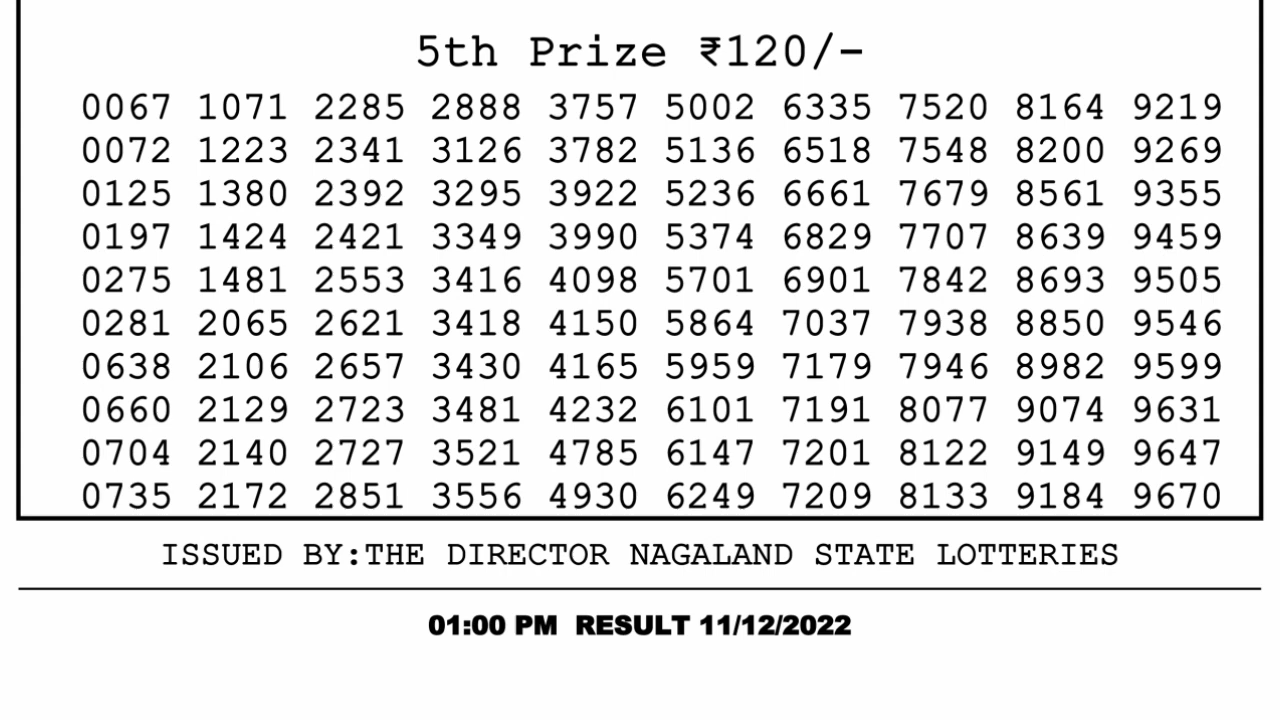 5th Prize ₹120/-
0067 1071 2285 2888 3757 5002 6335 7520 8164 9219
0072 1223 2341 3126 3782 5136 6518 7548 8200 9269
0125 1380 2392 3295 3922 5236 6661 7679 8561 9355
0197 1424 2421 3349 3990 5374 6829 7707 8639 9459
0275 1481 2553 3416 4098 5701 6901 7842 8693 9505
0281 2065 2621 3418 4150 5864 7037 7938 8850 9546
0638 2106 2657 3430 4165 5959 7179 7946 8982 9599
0660 2129 2723 3481 4232 6101 7191 8077 9074 9631
0704 2140 2727 3521 4785 6147 7201 8122 9149 9647
0735 2172 2851 3556 4930 6249 7209 8133 9184 9670
ISSUED BY:THE DIRECTOR NAGALAND STATE LOTTERIES
01:00 PM RESULT 11/12/2022